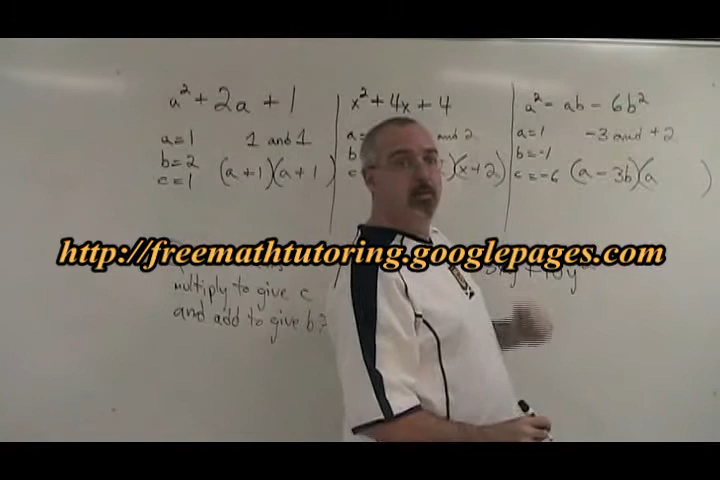 a² + 2a + 1
a=1 1 and 1
b=2
c=1 (a+1)(a+1)
x² + 4x + 4
a= and 2
b
c )(x+2)
a² - ab - 6b²
a=1 -3 and +2
b=-1
c=-6 (a - 3b)(a )
http://freemathtutoring.googlepages.com
multiply to give c
and add to give b?